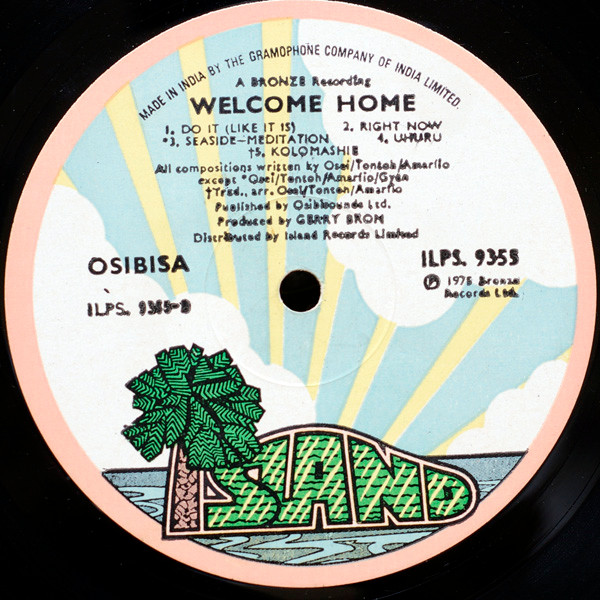 MADE IN INDIA BY THE GRAMOPHONE COMPANY OF INDIA LIMITED.
A BRONZE Recording
WELCOME HOME
1. DO IT (LIKE IT IS) 2. RIGHT NOW
*3. SEASIDE-MEDITATION 4. UHURU
†5. KOLOMASHIE
All compositions written by Osei/Tontoh/Amarfio
except *Osei/Tontoh/Amarfio/Gyan
†Trad., arr. Osei/Tontoh/Amarfio
Published by Osibisounds Ltd.
Produced by GERRY BRON
Distributed by Island Records Limited
OSIBISA
ILPS. 9355
ILPS. 9355-B
℗ 1975 Bronze
Records Ltd.
ISLAND